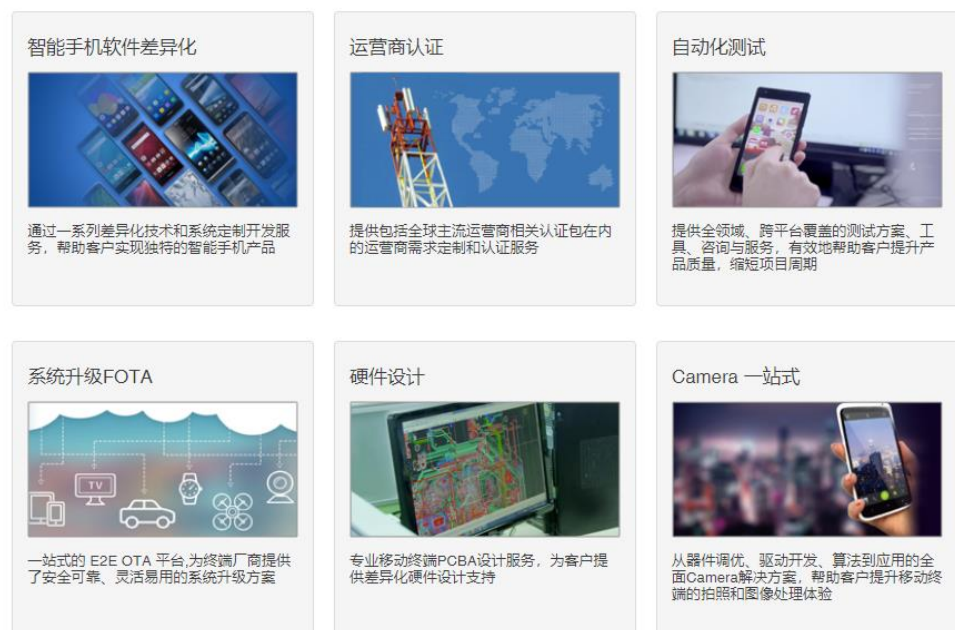 智能手机软件差异化
通过一系列差异化技术和系统定制开发服
务，帮助客户实现独特的智能手机产品
运营商认证
提供包括全球主流运营商相关认证包在内
的运营商需求定制和认证服务
自动化测试
提供全领域、跨平台覆盖的测试方案、工
具、咨询与服务，有效地帮助客户提升产
品质量，缩短项目周期
系统升级FOTA
TV
一站式的 E2E OTA 平台,为终端厂商提供
了安全可靠、灵活易用的系统升级方案
硬件设计
专业移动终端PCBA设计服务，为客户提
供差异化硬件设计支持
Camera 一站式
从器件调优、驱动开发、算法到应用的全
面Camera解决方案，帮助客户提升移动终
端的拍照和图像处理体验